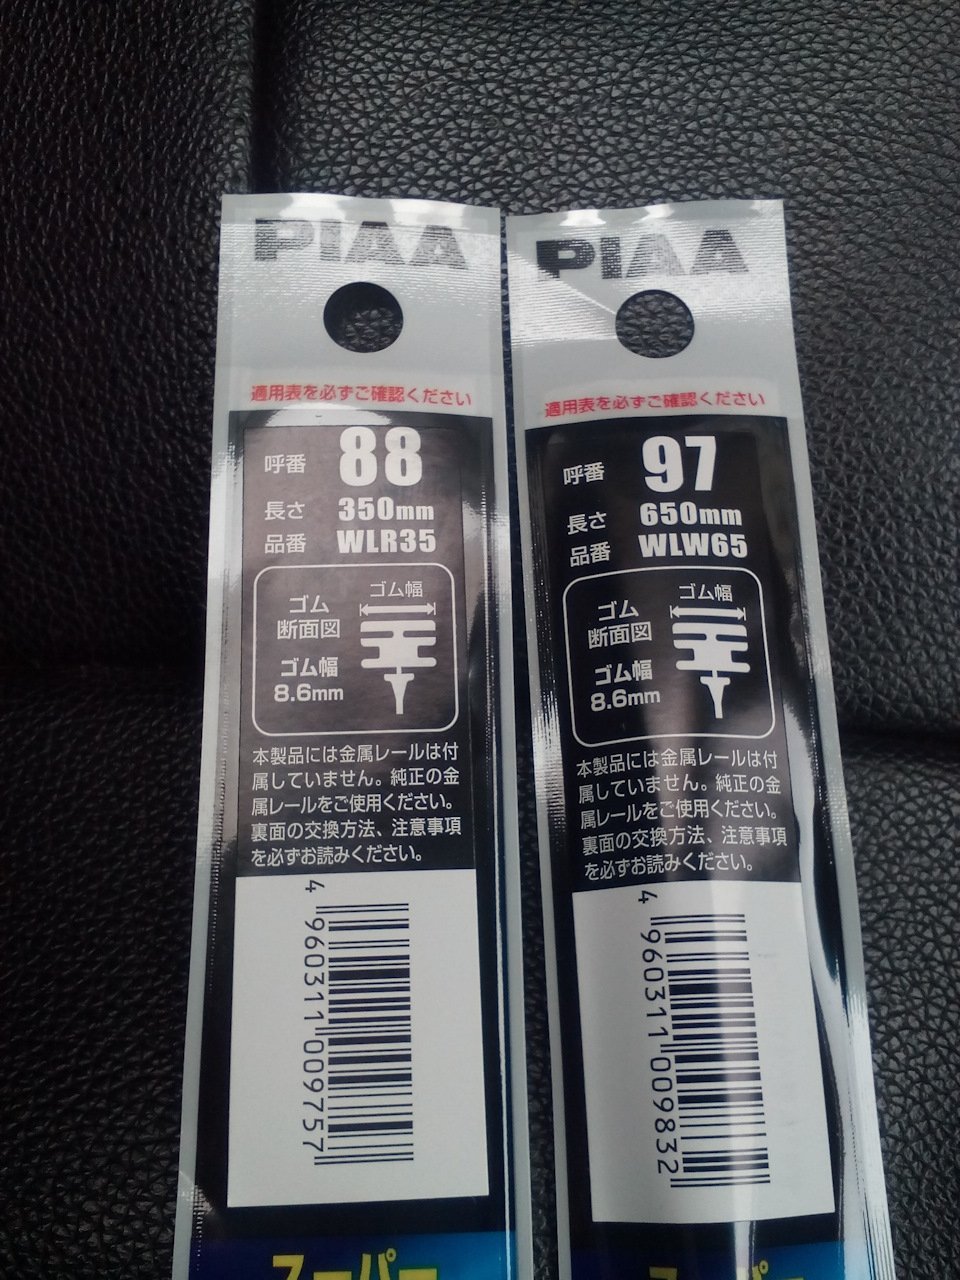 PIAA
適用表を必ずご確認ください
呼番 88
長さ 350mm
品番 WLR35
ゴム幅
ゴム
断面図
ゴム幅
8.6mm
本製品には金属レールは付
属していません。純正の金
属レールをご使用ください。
裏面の交換方法、注意事項
を必ずお読みください。
4 960311 009757
スーパー
PIAA
適用表を必ずご確認ください
呼番 97
長さ 650mm
品番 WLW65
ゴム幅
ゴム
断面図
ゴム幅
8.6mm
本製品には金属レールは付
属していません。純正の金
属レールをご使用ください。
裏面の交換方法、注意事項
を必ずお読みください。
4 960311 009832
スーパー